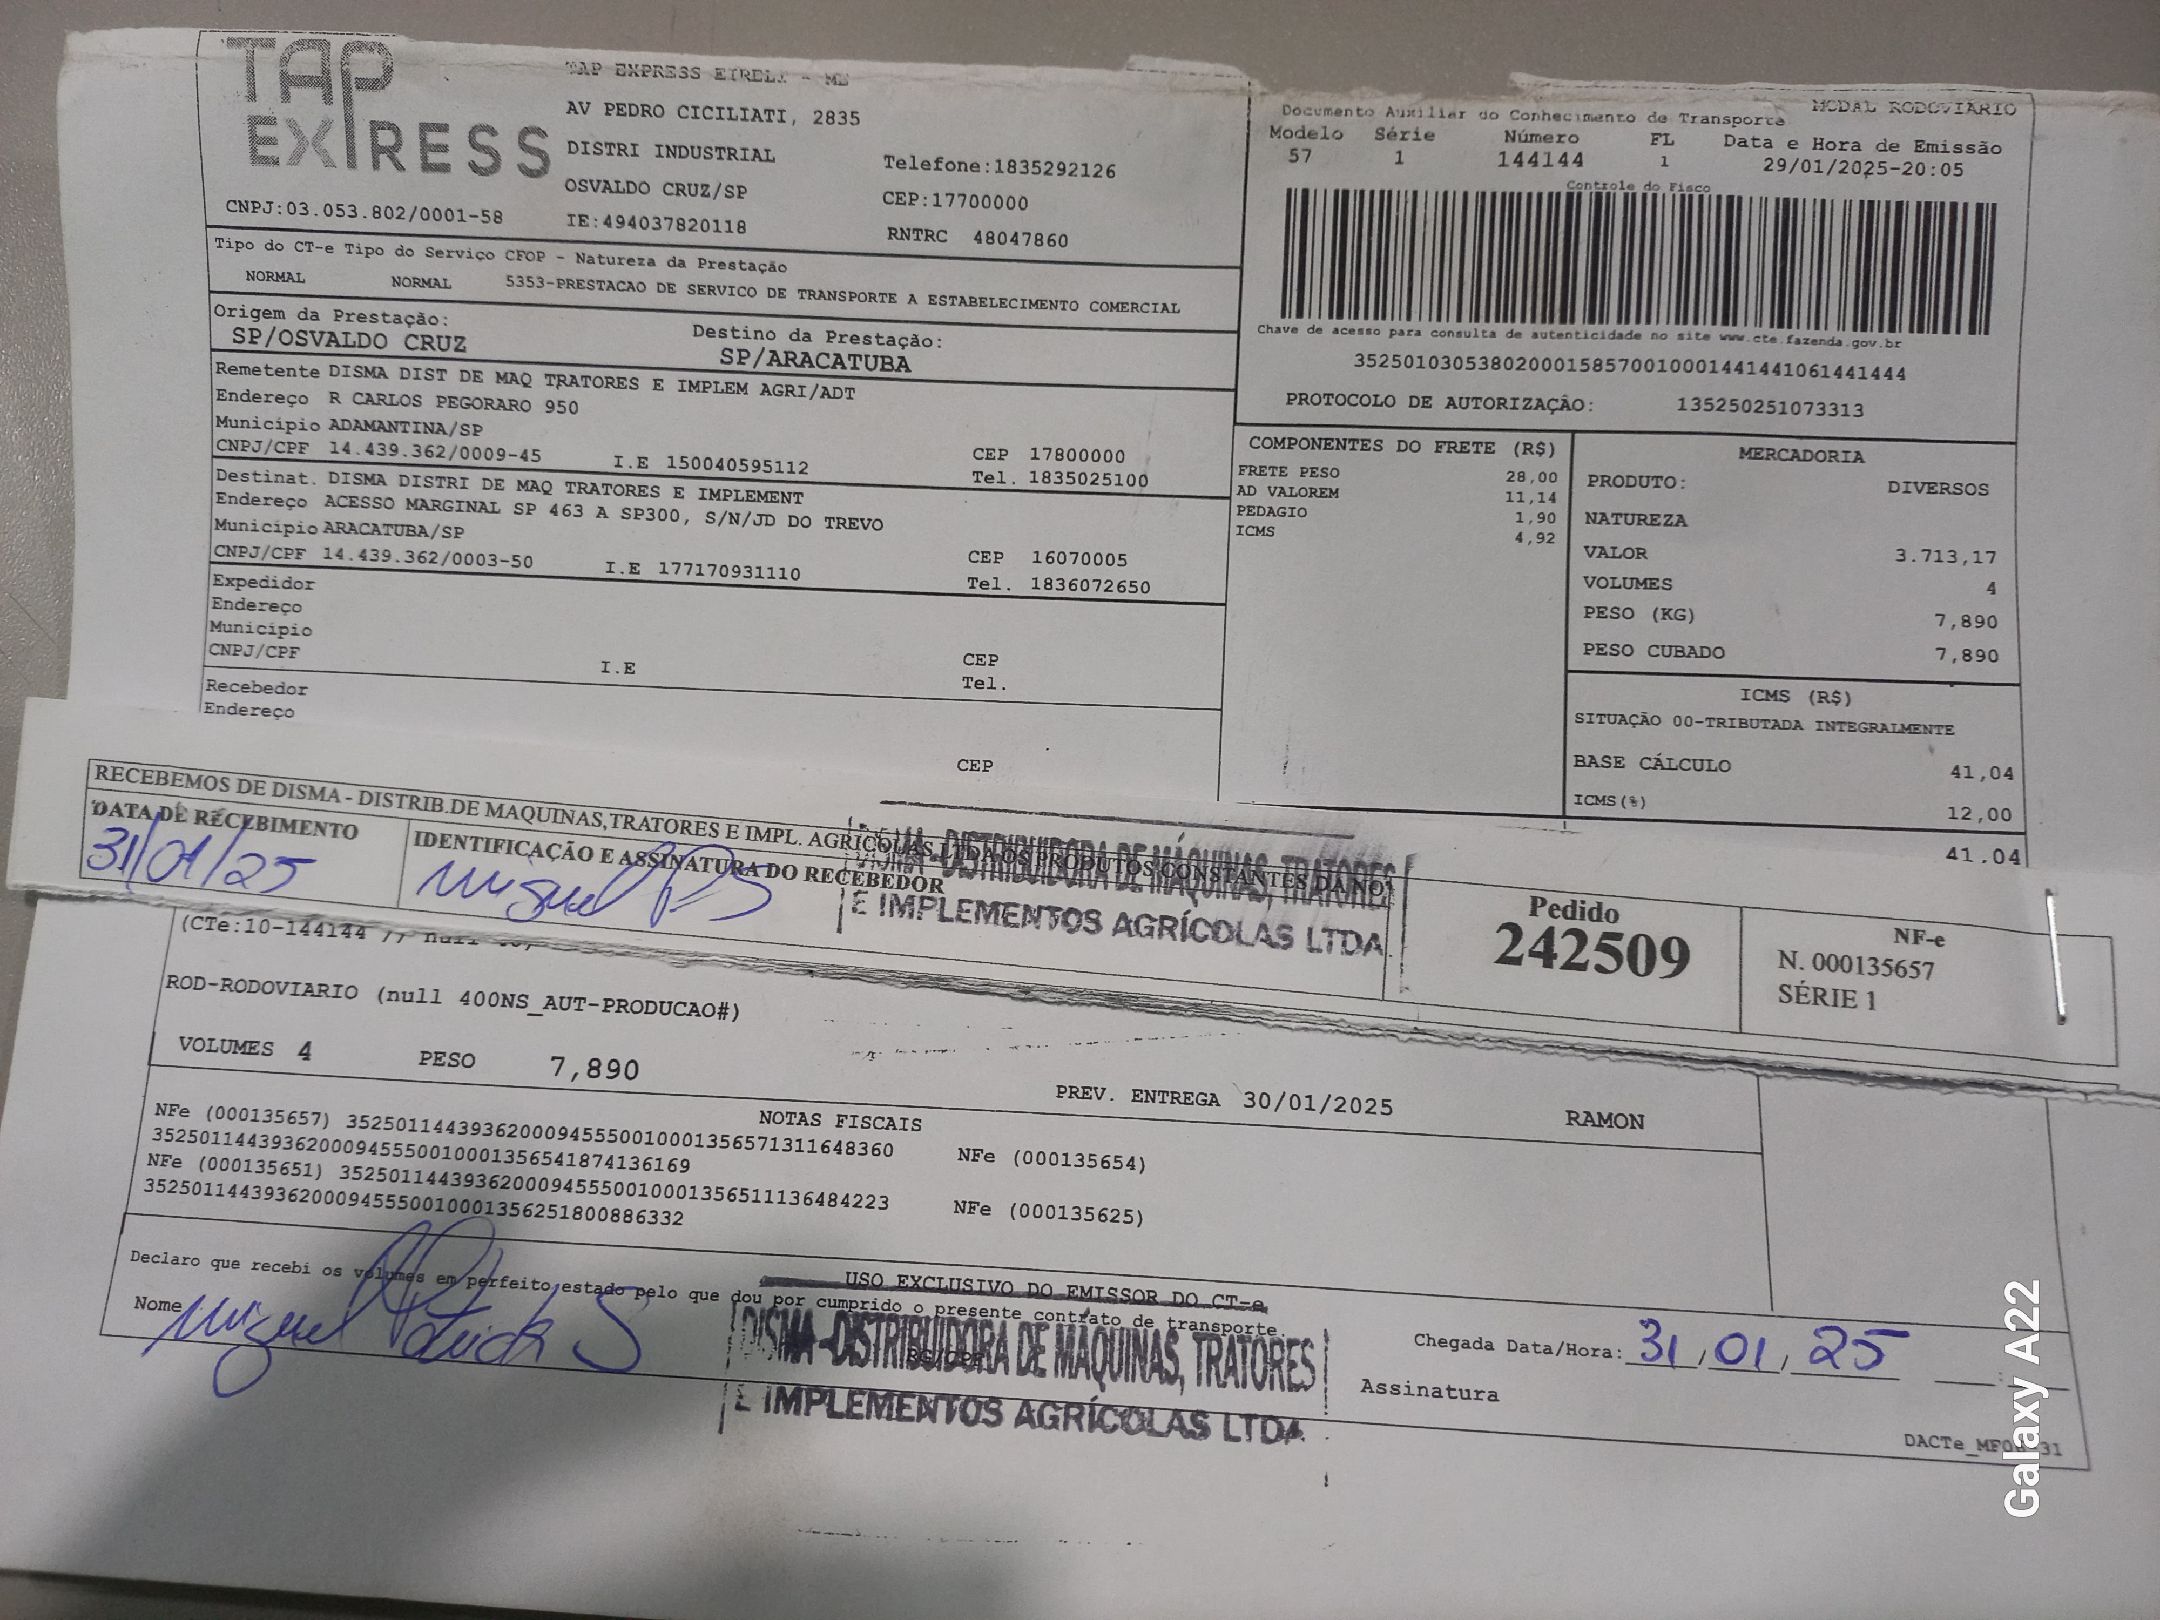 TAP EXPRESS
TAP EXPRESS EIRELI - ME
AV PEDRO CICILIATI, 2835
DISTRI INDUSTRIAL
Telefone:1835292126
OSVALDO CRUZ/SP
CEP:17700000
CNPJ:03.053.802/0001-58
IE:494037820118
RNTRC 48047860
MODAL RODOVIÁRIO
Documento Auxiliar do Conhecimento de Transporte
Modelo Série Número FL Data e Hora de Emissão
57 1 144144 1 29/01/2025-20:05
Controle do Fisco
Chave de acesso para consulta de autenticidade no site www.cte.fazenda.gov.br
35250103053802000158570010001441441061441444
PROTOCOLO DE AUTORIZAÇÃO: 135250251073313
Tipo do CT-e Tipo do Serviço CFOP - Natureza da Prestação
NORMAL NORMAL 5353-PRESTACAO DE SERVICO DE TRANSPORTE A ESTABELECIMENTO COMERCIAL
Origem da Prestação: Destino da Prestação:
SP/OSVALDO CRUZ SP/ARACATUBA
Remetente DISMA DIST DE MAQ TRATORES E IMPLEM AGRI/ADT
Endereço R CARLOS PEGORARO 950
Município ADAMANTINA/SP
CEP 17800000
CNPJ/CPF 14.439.362/0009-45 I.E 150040595112 Tel. 1835025100
Destinat. DISMA DISTRI DE MAQ TRATORES E IMPLEMENT
Endereço ACESSO MARGINAL SP 463 A SP300, S/N/JD DO TREVO
Município ARACATUBA/SP
CEP 16070005
CNPJ/CPF 14.439.362/0003-50 I.E 177170931110 Tel. 1836072650
Expedidor
Endereço
Município
CEP
CNPJ/CPF I.E Tel.
Recebedor
Endereço
CEP
COMPONENTES DO FRETE (R$)
FRETE PESO 28,00
AD VALOREM 11,14
PEDAGIO 1,90
ICMS 4,92
MERCADORIA
PRODUTO: DIVERSOS
NATUREZA
VALOR 3.713,17
VOLUMES 4
PESO (KG) 7,890
PESO CUBADO 7,890
ICMS (R$)
SITUAÇÃO 00-TRIBUTADA INTEGRALMENTE
BASE CÁLCULO 41,04
ICMS(%) 12,00
41.04
RECEBEMOS DE DISMA - DISTRIB.DE MAQUINAS,TRATORES E IMPL. AGRÍCOLAS LTDA OS PRODUTOS CONSTANTES DA NO
DATA DE RECEBIMENTO
IDENTIFICAÇÃO E ASSINATURA DO RECEBEDOR
31/01/25
Miguel
DISMA-DISTRIBUIDORA DE MÁQUINAS, TRATORES
E IMPLEMENTOS AGRÍCOLAS LTDA
Pedido
242509
NF-e
N. 000135657
SÉRIE 1
(CTe:10-144144 // null
ROD-RODOVIARIO (null 400NS_AUT-PRODUCAO#)
VOLUMES 4 PESO 7,890
PREV. ENTREGA 30/01/2025 RAMON
NOTAS FISCAIS
NFe (000135657) 35250114439362000945550010001356571311648360 NFe (000135654)
35250114439362000945550010001356541874136169
NFe (000135651) 35250114439362000945550010001356511136484223 NFe (000135625)
35250114439362000945550010001356251800886332
USO EXCLUSIVO DO EMISSOR DO CT-e
Declaro que recebi os volumes em perfeito estado pelo que dou por cumprido o presente contrato de transporte.
Nome Miguel
RG/CPF
DISMA-DISTRIBUIDORA DE MÁQUINAS, TRATORES
E IMPLEMENTOS AGRÍCOLAS LTDA
Chegada Data/Hora: 31/01/25
Assinatura
Galaxy A22